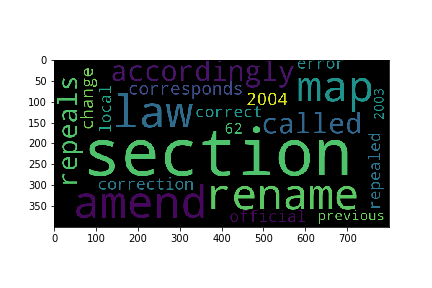 0
50
100
150
200
250
300
350
0 100 200 300 400 500 600 700
accordingly error
repeals change local corresponds 2004 map 2003
law correct 62 called
section
correction repealed
amend rename
official previous